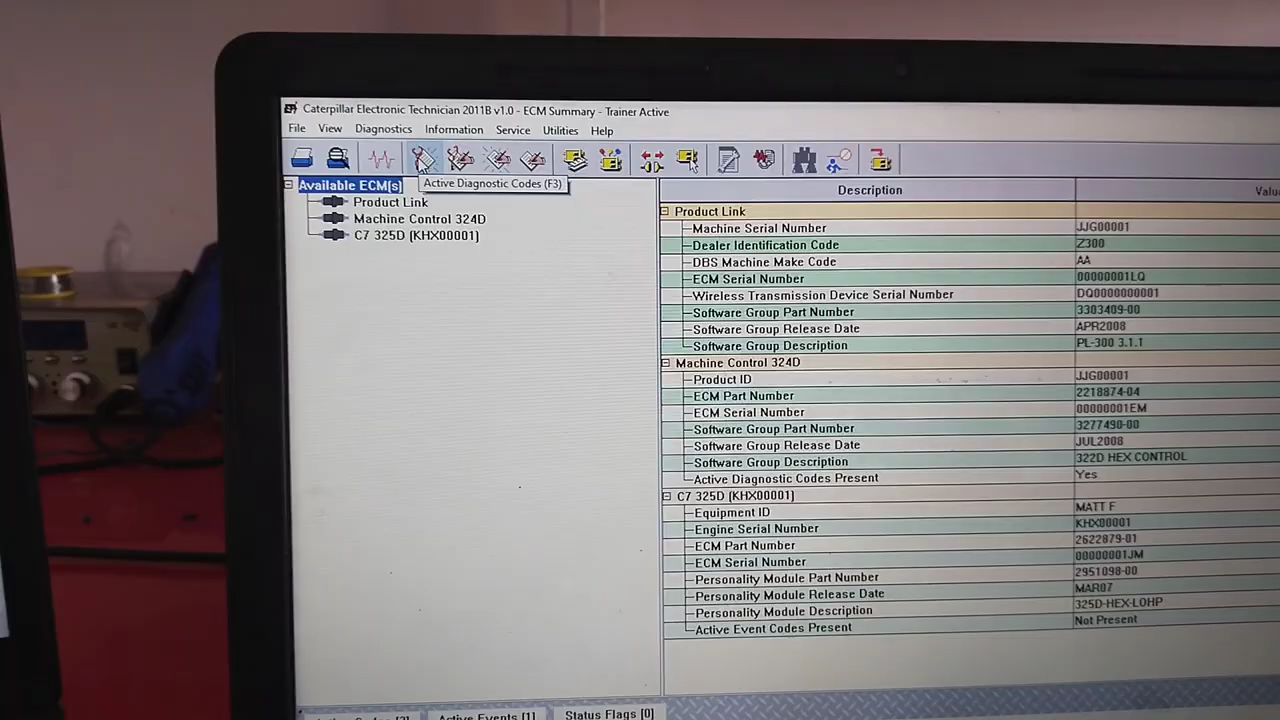 Caterpillar Electronic Technician 2011B v1.0 - ECM Summary - Trainer Active
File View Diagnostics Information Service Utilities Help
Active Diagnostic Codes (F3)
Available ECM(s)
Product Link
Machine Control 324D
C7 325D (KHX00001)
Description
Product Link
Machine Serial Number JJG00001
Dealer Identification Code Z300
DBS Machine Make Code AA
ECM Serial Number 00000001LQ
Wireless Transmission Device Serial Number DQ0000000001
Software Group Part Number 3303409-00
Software Group Release Date APR2008
Software Group Description PL-300 3.1.1
Machine Control 324D
Product ID JJG00001
ECM Part Number 2218874-04
ECM Serial Number 00000001EM
Software Group Part Number 3277490-00
Software Group Release Date JUL2008
Software Group Description 322D HEX CONTROL
Active Diagnostic Codes Present Yes
C7 325D (KHX00001)
Equipment ID MATT F
Engine Serial Number KHX00001
ECM Part Number 2622879-01
ECM Serial Number 00000001JM
Personality Module Part Number 2951098-00
Personality Module Release Date MAR07
Personality Module Description 325D-HEX-LOHP
Active Event Codes Present Not Present
Active Events [1] Status Flags [0]